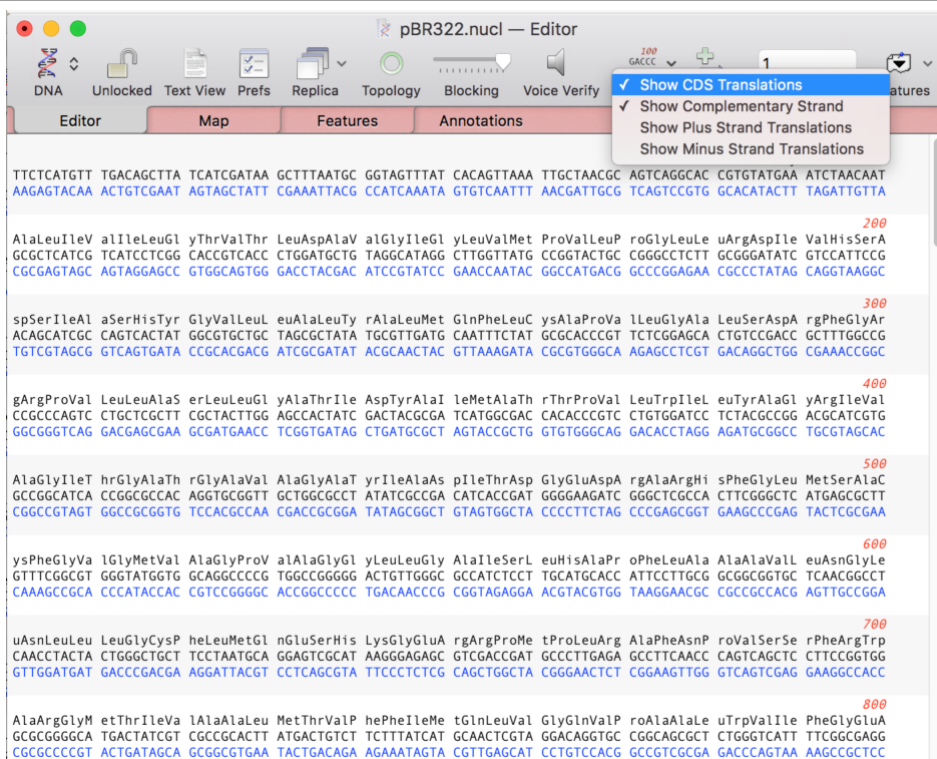 pBR322.nucl — Editor
100
GACCC
1
DNA Unlocked Text View Prefs Replica Topology Blocking Voice Verify atures
✓ Show CDS Translations
✓ Show Complementary Strand
Show Plus Strand Translations
Show Minus Strand Translations
Editor Map Features Annotations
TTCTCATGTT TGACAGCTTA TCATCGATAA GCTTTAATGC GGTAGTTTAT CACAGTTAAA TTGCTAACGC AGTCAGGCAC CGTGTATGAA ATCTAACAAT
AAGAGTACAA ACTGTCGAAT AGTAGCTATT CGAAATTACG CCATCAAATA GTGTCAATTT AACGATTGCG TCAGTCCGTG GCACATACTT TAGATTGTTA
200
AlaLeuIleV alIleLeuGl yThrValThr LeuAspAlaV alGlyIleGl yLeuValMet ProValLeuP roGlyLeuLe uArgAspIle ValHisSerA
GCGCTCATCG TCATCCTCGG CACCGTCACC CTGGATGCTG TAGGCATAGG CTTGGTTATG CCGGTACTGC CGGGCCTCTT GCGGGATATC GTCCATTCCG
CGCGAGTAGC AGTAGGAGCC GTGGCAGTGG GACCTACGAC ATCCGTATCC GAACCAATAC GGCCATGACG GCCCGGAGAA CGCCCTATAG CAGGTAAGGC
300
spSerIleAl aSerHisTyr GlyValLeuL euAlaLeuTy rAlaLeuMet GlnPheLeuC ysAlaProVa lLeuGlyAla LeuSerAspA rgPheGlyAr
ACAGCATCGC CAGTCACTAT GGCGTGCTGC TAGCGCTATA TGCGTTGATG CAATTTCTAT GCGCACCCGT TCTCGGAGCA CTGTCCGACC GCTTTGGCCG
TGTCGTAGCG GTCAGTGATA CCGCACGACG ATCGCGATAT ACGCAACTAC GTTAAAGATA CGCGTGGGCA AGAGCCTCGT GACAGGCTGG CGAAACCGGC
400
gArgProVal LeuLeuAlaS erLeuLeuGl yAlaThrIle AspTyrAlaI leMetAlaTh rThrProVal LeuTrpIleL euTyrAlaGl yArgIleVal
CCGCCCAGTC CTGCTCGCTT CGCTACTTGG AGCCACTATC GACTACGCGA TCATGGCGAC CACACCCGTC CTGTGGATCC TCTACGCCGG ACGCATCGTG
GGCGGGTCAG GACGAGCGAA GCGATGAACC TCGGTGATAG CTGATGCGCT AGTACCGCTG GTGTGGGCAG GACACCTAGG AGATGCGGCC TGCGTAGCAC
500
AlaGlyIleT hrGlyAlaTh rGlyAlaVal AlaGlyAlaT yrIleAlaAs pIleThrAsp GlyGluAspA rgAlaArgHi sPheGlyLeu MetSerAlaC
GCCGGCATCA CCGGCGCCAC AGGTGCGGTT GCTGGCGCCT ATATCGCCGA CATCACCGAT GGGGAAGATC GGGCTCGCCA CTTCGGGCTC ATGAGCGCTT
CGGCCGTAGT GGCCGCGGTG TCCACGCCAA CGACCGCGGA TATAGCGGCT GTAGTGGCTA CCCCTTCTAG CCCGAGCGGT GAAGCCCGAG TACTCGCGAA
600
ysPheGlyVa lGlyMetVal AlaGlyProV alAlaGlyGl yLeuLeuGly AlaIleSerL euHisAlaPr oPheLeuAla AlaAlaValL euAsnGlyLe
GTTTCGGCGT GGGTATGGTG GCAGGCCCCG TGGCCGGGGG ACTGTTGGGC GCCATCTCCT TGCATGCACC ATTCCTTGCG GCGGCGGTGC TCAACGGCCT
CAAAGCCGCA CCCATACCAC CGTCCGGGGC ACCGGCCCCC TGACAACCCG CGGTAGAGGA ACGTACGTGG TAAGGAACGC CGCCGCCACG AGTTGCCGGA
700
uAsnLeuLeu LeuGlyCysP heLeuMetGl nGluSerHis LysGlyGluA rgArgProMe tProLeuArg AlaPheAsnP roValSerSe rPheArgTrp
CAACCTACTA CTGGGCTGCT TCCTAATGCA GGAGTCGCAT AAGGGAGAGC GTCGACCGAT GCCCTTGAGA GCCTTCAACC CAGTCAGCTC CTTCCGGTGG
GTTGGATGAT GACCCGACGA AGGATTACGT CCTCAGCGTA TTCCCTCTCG CAGCTGGCTA CGGGAACTCT CGGAAGTTGG GTCAGTCGAG GAAGGCCACC
800
AlaArgGlyM etThrIleVa lAlaAlaLeu MetThrValP hePheIleMe tGlnLeuVal GlyGlnValP roAlaAlaLe uTrpValIle PheGlyGluA
GCGCGGGGCA TGACTATCGT CGCCGCACTT ATGACTGTCT TCTTTATCAT GCAACTCGTA GGACAGGTGC CGGCAGCGCT CTGGGTCATT TTCGGCGAGG
CGCGCCCCGT ACTGATAGCA GCGGCGTGAA TACTGACAGA AGAAATAGTA CGTTGAGCAT CCTGTCCACG GCCGTCGCGA GACCCAGTAA AAGCCGCTCC